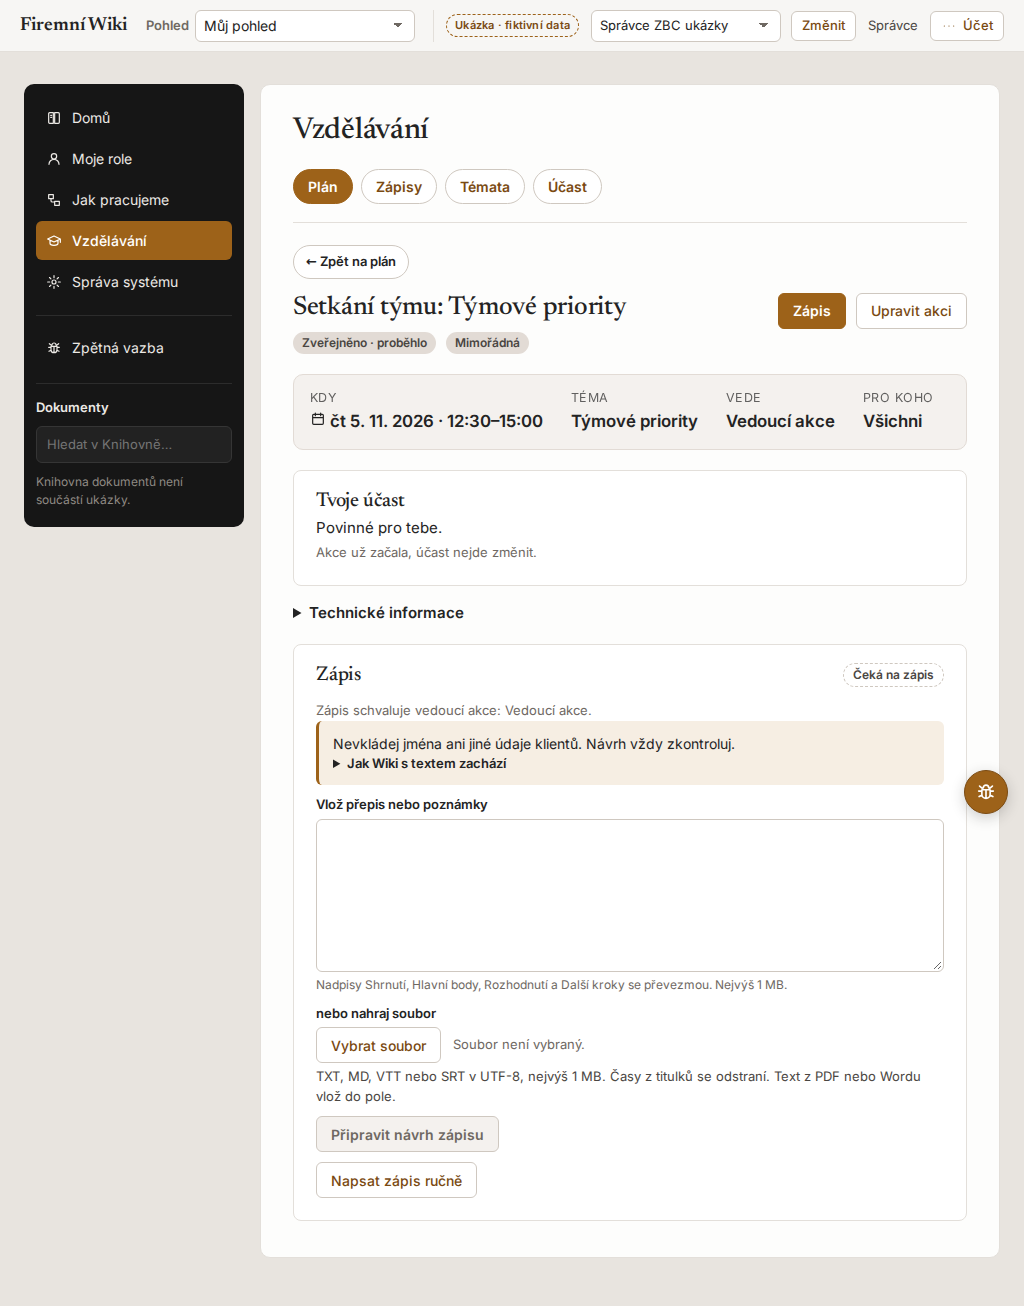 Firemní Wiki
Pohled
Můj pohled
Ukázka · fiktivní data
Správce ZBC ukázky
Změnit
Správce
··· Účet
Domů
Moje role
Jak pracujeme
Vzdělávání
Správa systému
Zpětná vazba
Dokumenty
Hledat v Knihovně…
Knihovna dokumentů není
součástí ukázky.
Vzdělávání
Plán
Zápisy
Témata
Účast
← Zpět na plán
Setkání týmu: Týmové priority
Zápis
Upravit akci
Zveřejněno · proběhlo
Mimořádná
KDY
čt 5. 11. 2026 · 12:30–15:00
TÉMA
Týmové priority
VEDE
Vedoucí akce
PRO KOHO
Všichni
Tvoje účast
Povinné pro tebe.
Akce už začala, účast nejde změnit.
Technické informace
Zápis
Čeká na zápis
Zápis schvaluje vedoucí akce: Vedoucí akce.
Nevkládej jména ani jiné údaje klientů. Návrh vždy zkontroluj.
Jak Wiki s textem zachází
Vlož přepis nebo poznámky
Nadpisy Shrnutí, Hlavní body, Rozhodnutí a Další kroky se převezmou. Nejvýš 1 MB.
nebo nahraj soubor
Vybrat soubor
Soubor není vybraný.
TXT, MD, VTT nebo SRT v UTF-8, nejvýš 1 MB. Časy z titulků se odstraní. Text z PDF nebo Wordu
vlož do pole.
Připravit návrh zápisu
Napsat zápis ručně